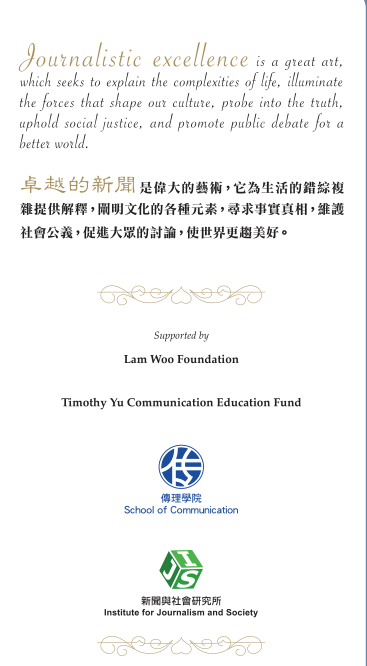 Journalistic excellence is a great art,
which seeks to explain the complexities of life, illuminate
the forces that shape our culture, probe into the truth,
uphold social justice, and promote public debate for a
better world.
卓越的新聞是偉大的藝術，它為生活的錯綜複
雜提供解釋，闡明文化的各種元素，尋求事實真相，維護
社會公義，促進大眾的討論，使世界更趨美好。
Supported by
Lam Woo Foundation
Timothy Yu Communication Education Fund
传
傳理學院
School of Communication
JIS
新聞與社會研究所
Institute for Journalism and Society